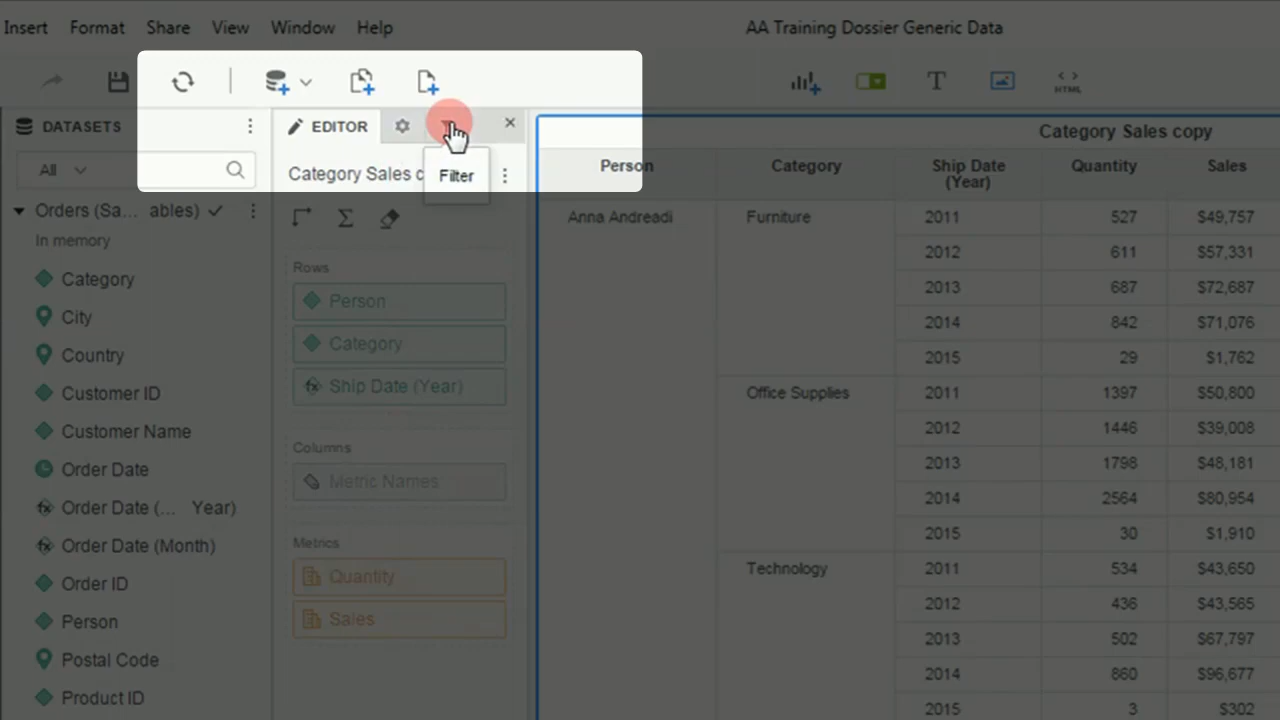 Insert Format Share View Window Help
AA Training Dossier Generic Data
T
HTML
DATASETS
All
Orders (Sa... ables)
In memory
Category
City
Country
Customer ID
Customer Name
Order Date
Order Date (... Year)
Order Date (Month)
Order ID
Person
Postal Code
Product ID
EDITOR
Category Sales c
Filter
Rows
Person
Category
Ship Date (Year)
Columns
Metric Names
Metrics
Quantity
Sales
Category Sales copy
Person Category Ship Date (Year) Quantity Sales
Anna Andreadi Furniture 2011 527 $49,757
2012 611 $57,331
2013 687 $72,687
2014 842 $71,076
2015 29 $1,762
Office Supplies 2011 1397 $50,800
2012 1446 $39,008
2013 1798 $48,181
2014 2564 $80,954
2015 30 $1,910
Technology 2011 534 $43,650
2012 436 $43,565
2013 502 $67,797
2014 860 $96,677
2015 3 $302